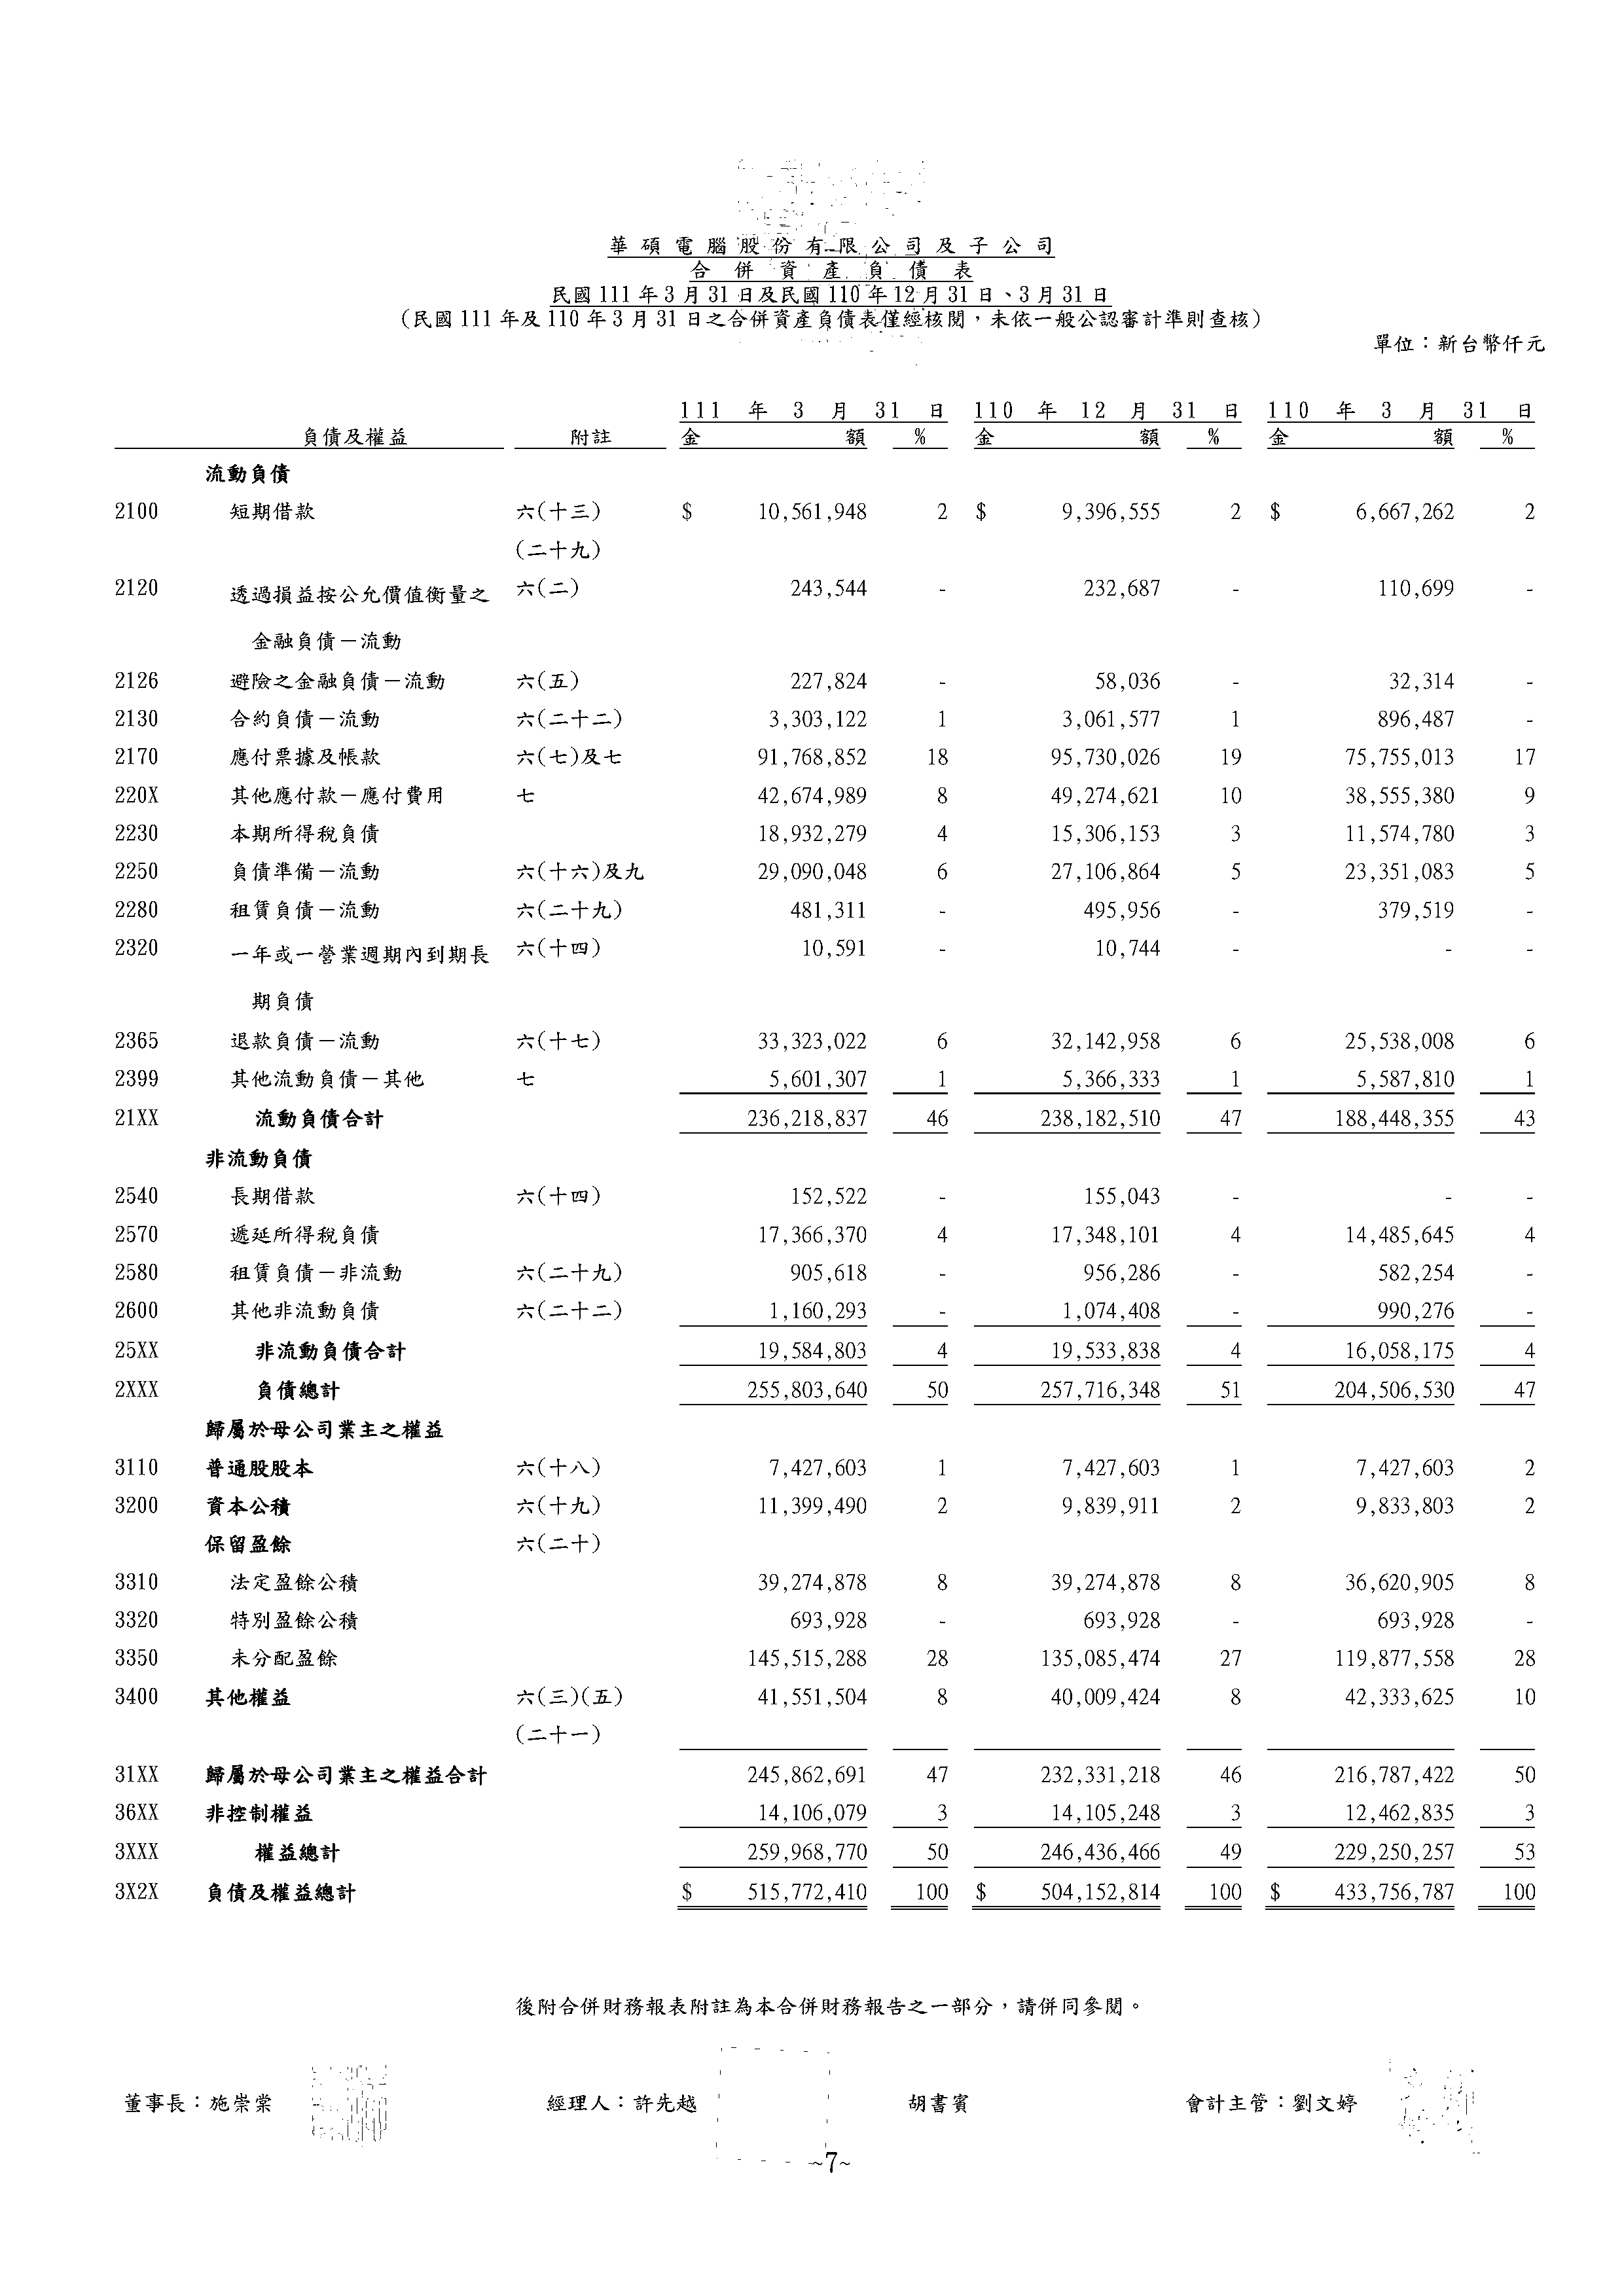 華碩電腦股份有限公司及子公司
合併資產負債表
民國111年3月31日及民國110年12月31日、3月31日
(民國111年及110年3月31日之合併資產負債表僅經核閱,未依一般公認審計準則查核)
單位:新台幣仟元
111年3月31日 110年12月31日 110年3月31日
負債及權益 附註 金額 % 金額 % 金額 %
流動負債
2100 短期借款 六(十三) $ 10,561,948 2 $ 9,396,555 2 $ 6,667,262 2
(二十九)
2120 透過損益按公允價值衡量之 六(二) 243,544 - 232,687 - 110,699 -
金融負債-流動
2126 避險之金融負債-流動 六(五) 227,824 - 58,036 - 32,314 -
2130 合約負債-流動 六(二十二) 3,303,122 1 3,061,577 1 896,487 -
2170 應付票據及帳款 六(七)及七 91,768,852 18 95,730,026 19 75,755,013 17
220X 其他應付款-應付費用 七 42,674,989 8 49,274,621 10 38,555,380 9
2230 本期所得稅負債 18,932,279 4 15,306,153 3 11,574,780 3
2250 負債準備-流動 六(十六)及九 29,090,048 6 27,106,864 5 23,351,083 5
2280 租賃負債-流動 六(二十九) 481,311 - 495,956 - 379,519 -
2320 一年或一營業週期內到期長 六(十四) 10,591 - 10,744 - - -
期負債
2365 退款負債-流動 六(十七) 33,323,022 6 32,142,958 6 25,538,008 6
2399 其他流動負債-其他 七 5,601,307 1 5,366,333 1 5,587,810 1
21XX 流動負債合計 236,218,837 46 238,182,510 47 188,448,355 43
非流動負債
2540 長期借款 六(十四) 152,522 - 155,043 - - -
2570 遞延所得稅負債 17,366,370 4 17,348,101 4 14,485,645 4
2580 租賃負債-非流動 六(二十九) 905,618 - 956,286 - 582,254 -
2600 其他非流動負債 六(二十二) 1,160,293 - 1,074,408 - 990,276 -
25XX 非流動負債合計 19,584,803 4 19,533,838 4 16,058,175 4
2XXX 負債總計 255,803,640 50 257,716,348 51 204,506,530 47
歸屬於母公司業主之權益
3110 普通股股本 六(十八) 7,427,603 1 7,427,603 1 7,427,603 2
3200 資本公積 六(十九) 11,399,490 2 9,839,911 2 9,833,803 2
保留盈餘 六(二十)
3310 法定盈餘公積 39,274,878 8 39,274,878 8 36,620,905 8
3320 特別盈餘公積 693,928 - 693,928 - 693,928 -
3350 未分配盈餘 145,515,288 28 135,085,474 27 119,877,558 28
3400 其他權益 六(三)(五) 41,551,504 8 40,009,424 8 42,333,625 10
(二十一)
31XX 歸屬於母公司業主之權益合計 245,862,691 47 232,331,218 46 216,787,422 50
36XX 非控制權益 14,106,079 3 14,105,248 3 12,462,835 3
3XXX 權益總計 259,968,770 50 246,436,466 49 229,250,257 53
3X2X 負債及權益總計 $ 515,772,410 100 $ 504,152,814 100 $ 433,756,787 100
後附合併財務報表附註為本合併財務報告之一部分,請併同參閱。
董事長:施崇棠 經理人:許先越 胡書賓 會計主管:劉文婷
~7~